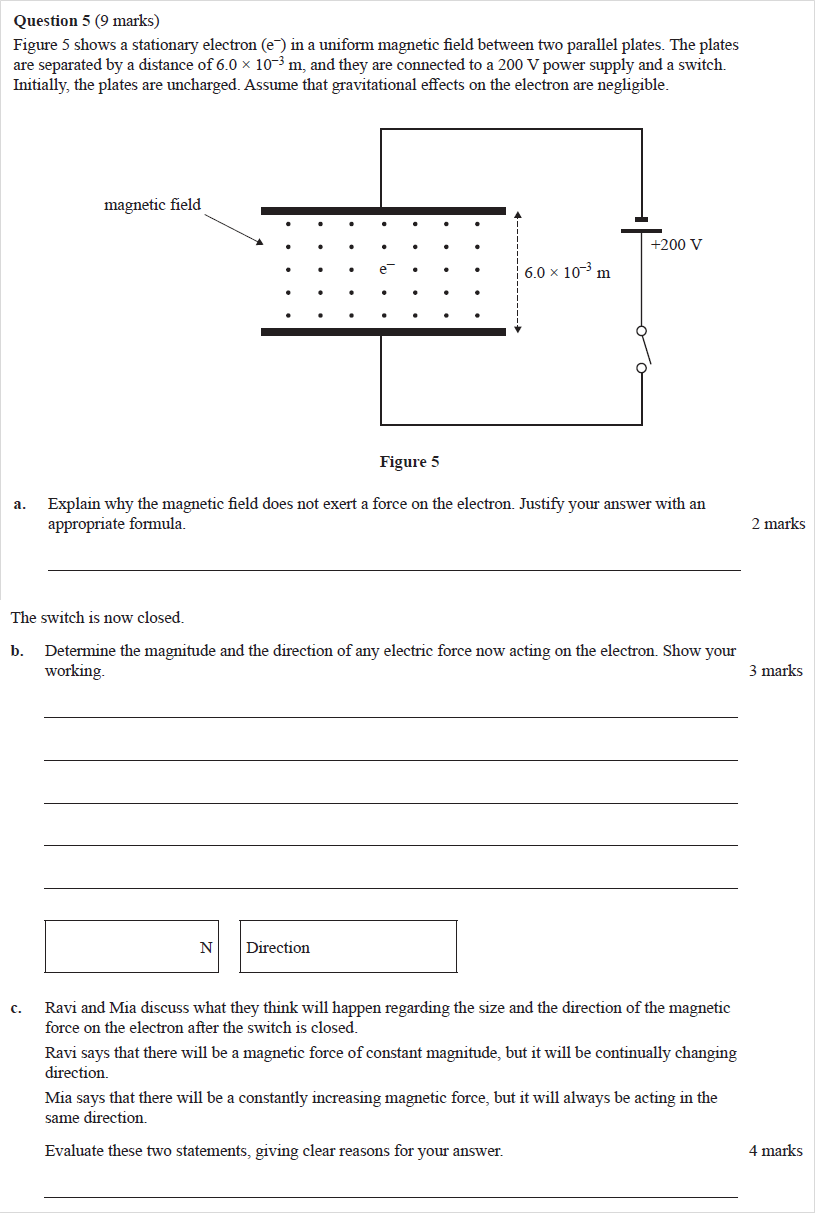 Question 5 (9 marks)
Figure 5 shows a stationary electron (e⁻) in a uniform magnetic field between two parallel plates. The plates
are separated by a distance of 6.0 × 10⁻³ m, and they are connected to a 200 V power supply and a switch.
Initially, the plates are uncharged. Assume that gravitational effects on the electron are negligible.
magnetic field
+200 V
e⁻
6.0 × 10⁻³ m
Figure 5
a. Explain why the magnetic field does not exert a force on the electron. Justify your answer with an
appropriate formula. 2 marks
The switch is now closed.
b. Determine the magnitude and the direction of any electric force now acting on the electron. Show your
working. 3 marks
N Direction
c. Ravi and Mia discuss what they think will happen regarding the size and the direction of the magnetic
force on the electron after the switch is closed.
Ravi says that there will be a magnetic force of constant magnitude, but it will be continually changing
direction.
Mia says that there will be a constantly increasing magnetic force, but it will always be acting in the
same direction.
Evaluate these two statements, giving clear reasons for your answer. 4 marks